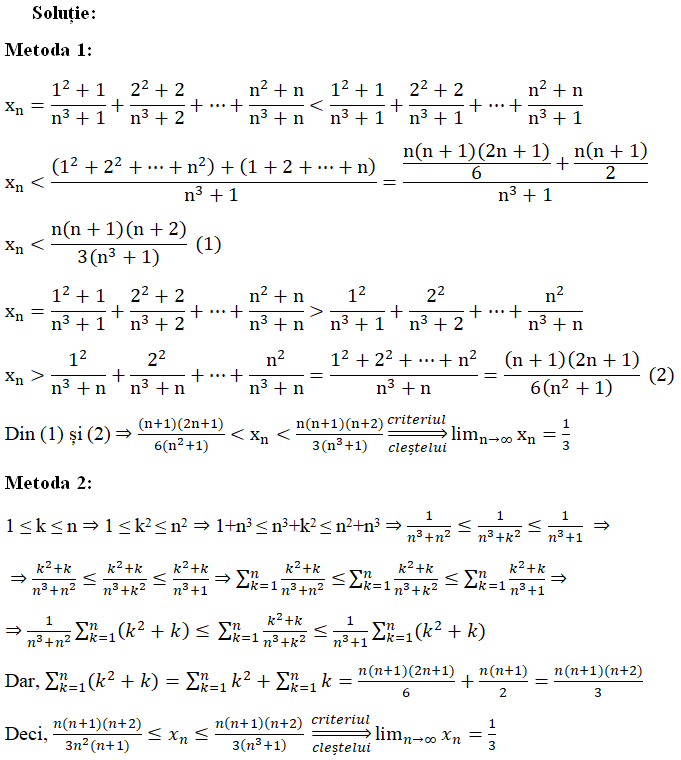 Soluție:
Metoda 1:
xₙ = (1² + 1)/(n³ + 1) + (2² + 2)/(n³ + 2) + ⋯ + (n² + n)/(n³ + n) < (1² + 1)/(n³ + 1) + (2² + 2)/(n³ + 1) + ⋯ + (n² + n)/(n³ + 1)
xₙ < ((1² + 2² + ⋯ + n²) + (1 + 2 + ⋯ + n))/(n³ + 1) = (n(n + 1)(2n + 1)/6 + n(n + 1)/2)/(n³ + 1)
xₙ < n(n + 1)(n + 2)/(3(n³ + 1)) (1)
xₙ = (1² + 1)/(n³ + 1) + (2² + 2)/(n³ + 2) + ⋯ + (n² + n)/(n³ + n) > 1²/(n³ + 1) + 2²/(n³ + 2) + ⋯ + n²/(n³ + n)
xₙ > 1²/(n³ + n) + 2²/(n³ + n) + ⋯ + n²/(n³ + n) = (1² + 2² + ⋯ + n²)/(n³ + n) = (n + 1)(2n + 1)/(6(n² + 1)) (2)
Din (1) și (2) ⇒ (n+1)(2n+1)/(6(n²+1)) < xₙ < n(n+1)(n+2)/(3(n³+1)) criteriul ⇒ cleștelui limₙ→∞ xₙ = 1/3
Metoda 2:
1 ≤ k ≤ n ⇒ 1 ≤ k² ≤ n² ⇒ 1+n³ ≤ n³+k² ≤ n²+n³ ⇒ 1/(n³+n²) ≤ 1/(n³+k²) ≤ 1/(n³+1) ⇒
⇒ (k²+k)/(n³+n²) ≤ (k²+k)/(n³+k²) ≤ (k²+k)/(n³+1) ⇒ ∑ₖ₌₁ⁿ (k²+k)/(n³+n²) ≤ ∑ₖ₌₁ⁿ (k²+k)/(n³+k²) ≤ ∑ₖ₌₁ⁿ (k²+k)/(n³+1) ⇒
⇒ 1/(n³+n²) ∑ₖ₌₁ⁿ(k² + k) ≤ ∑ₖ₌₁ⁿ (k²+k)/(n³+k²) ≤ 1/(n³+1) ∑ₖ₌₁ⁿ(k² + k)
Dar, ∑ₖ₌₁ⁿ(k² + k) = ∑ₖ₌₁ⁿ k² + ∑ₖ₌₁ⁿ k = n(n+1)(2n+1)/6 + n(n+1)/2 = n(n+1)(n+2)/3
Deci, n(n+1)(n+2)/(3n²(n+1)) ≤ xₙ ≤ n(n+1)(n+2)/(3(n³+1)) criteriul ⇒ cleștelui limₙ→∞ xₙ = 1/3